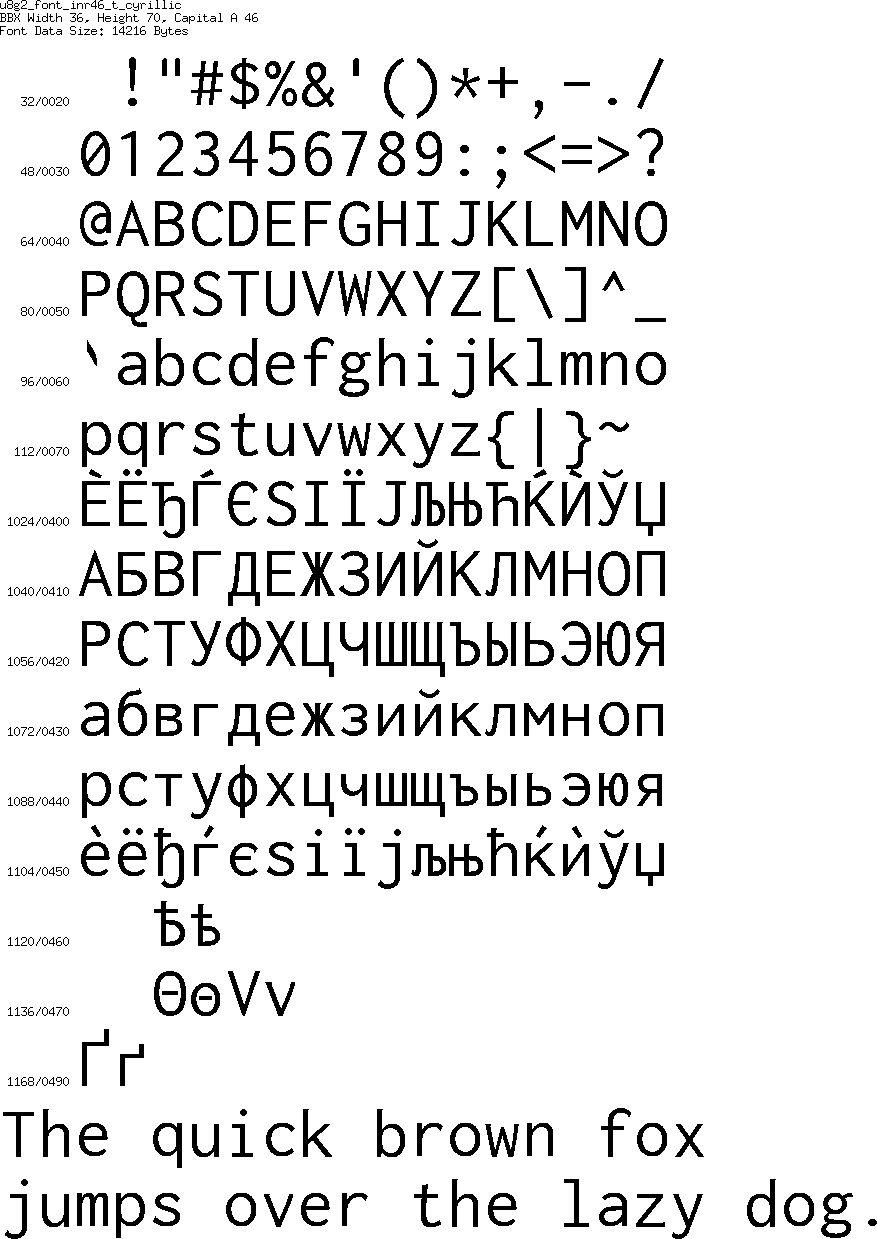 u8g2_font_inr46_t_cyrillic
BBX Width 36, Height 70, Capital A 46
Font Data Size: 14216 Bytes
32/0020 !"#$%&'()*+,-./
48/0030 0123456789:;<=>?
64/0040 @ABCDEFGHIJKLMNO
80/0050 PQRSTUVWXYZ[\]^_
96/0060 `abcdefghijklmno
112/0070 pqrstuvwxyz{|}~
1024/0400 ЀЁЂЃЄЅІЇЈЉЊЋЌЍЎЏ
1040/0410 АБВГДЕЖЗИЙКЛМНОП
1056/0420 РСТУФХЦЧШЩЪЫЬЭЮЯ
1072/0430 абвгдежзийклмноп
1088/0440 рстуфхцчшщъыьэюя
1104/0450 ѐёђѓєѕіїјљњћќѝўџ
1120/0460 Ѣѣ
1136/0470 ѲѳѴѵ
1168/0490 Ґґ
The quick brown fox
jumps over the lazy dog.